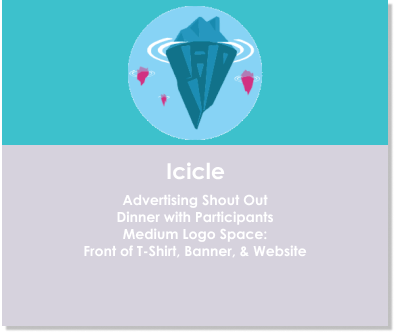 Icicle
Advertising Shout Out
Dinner with Participants
Medium Logo Space:
Front of T-Shirt, Banner, & Website